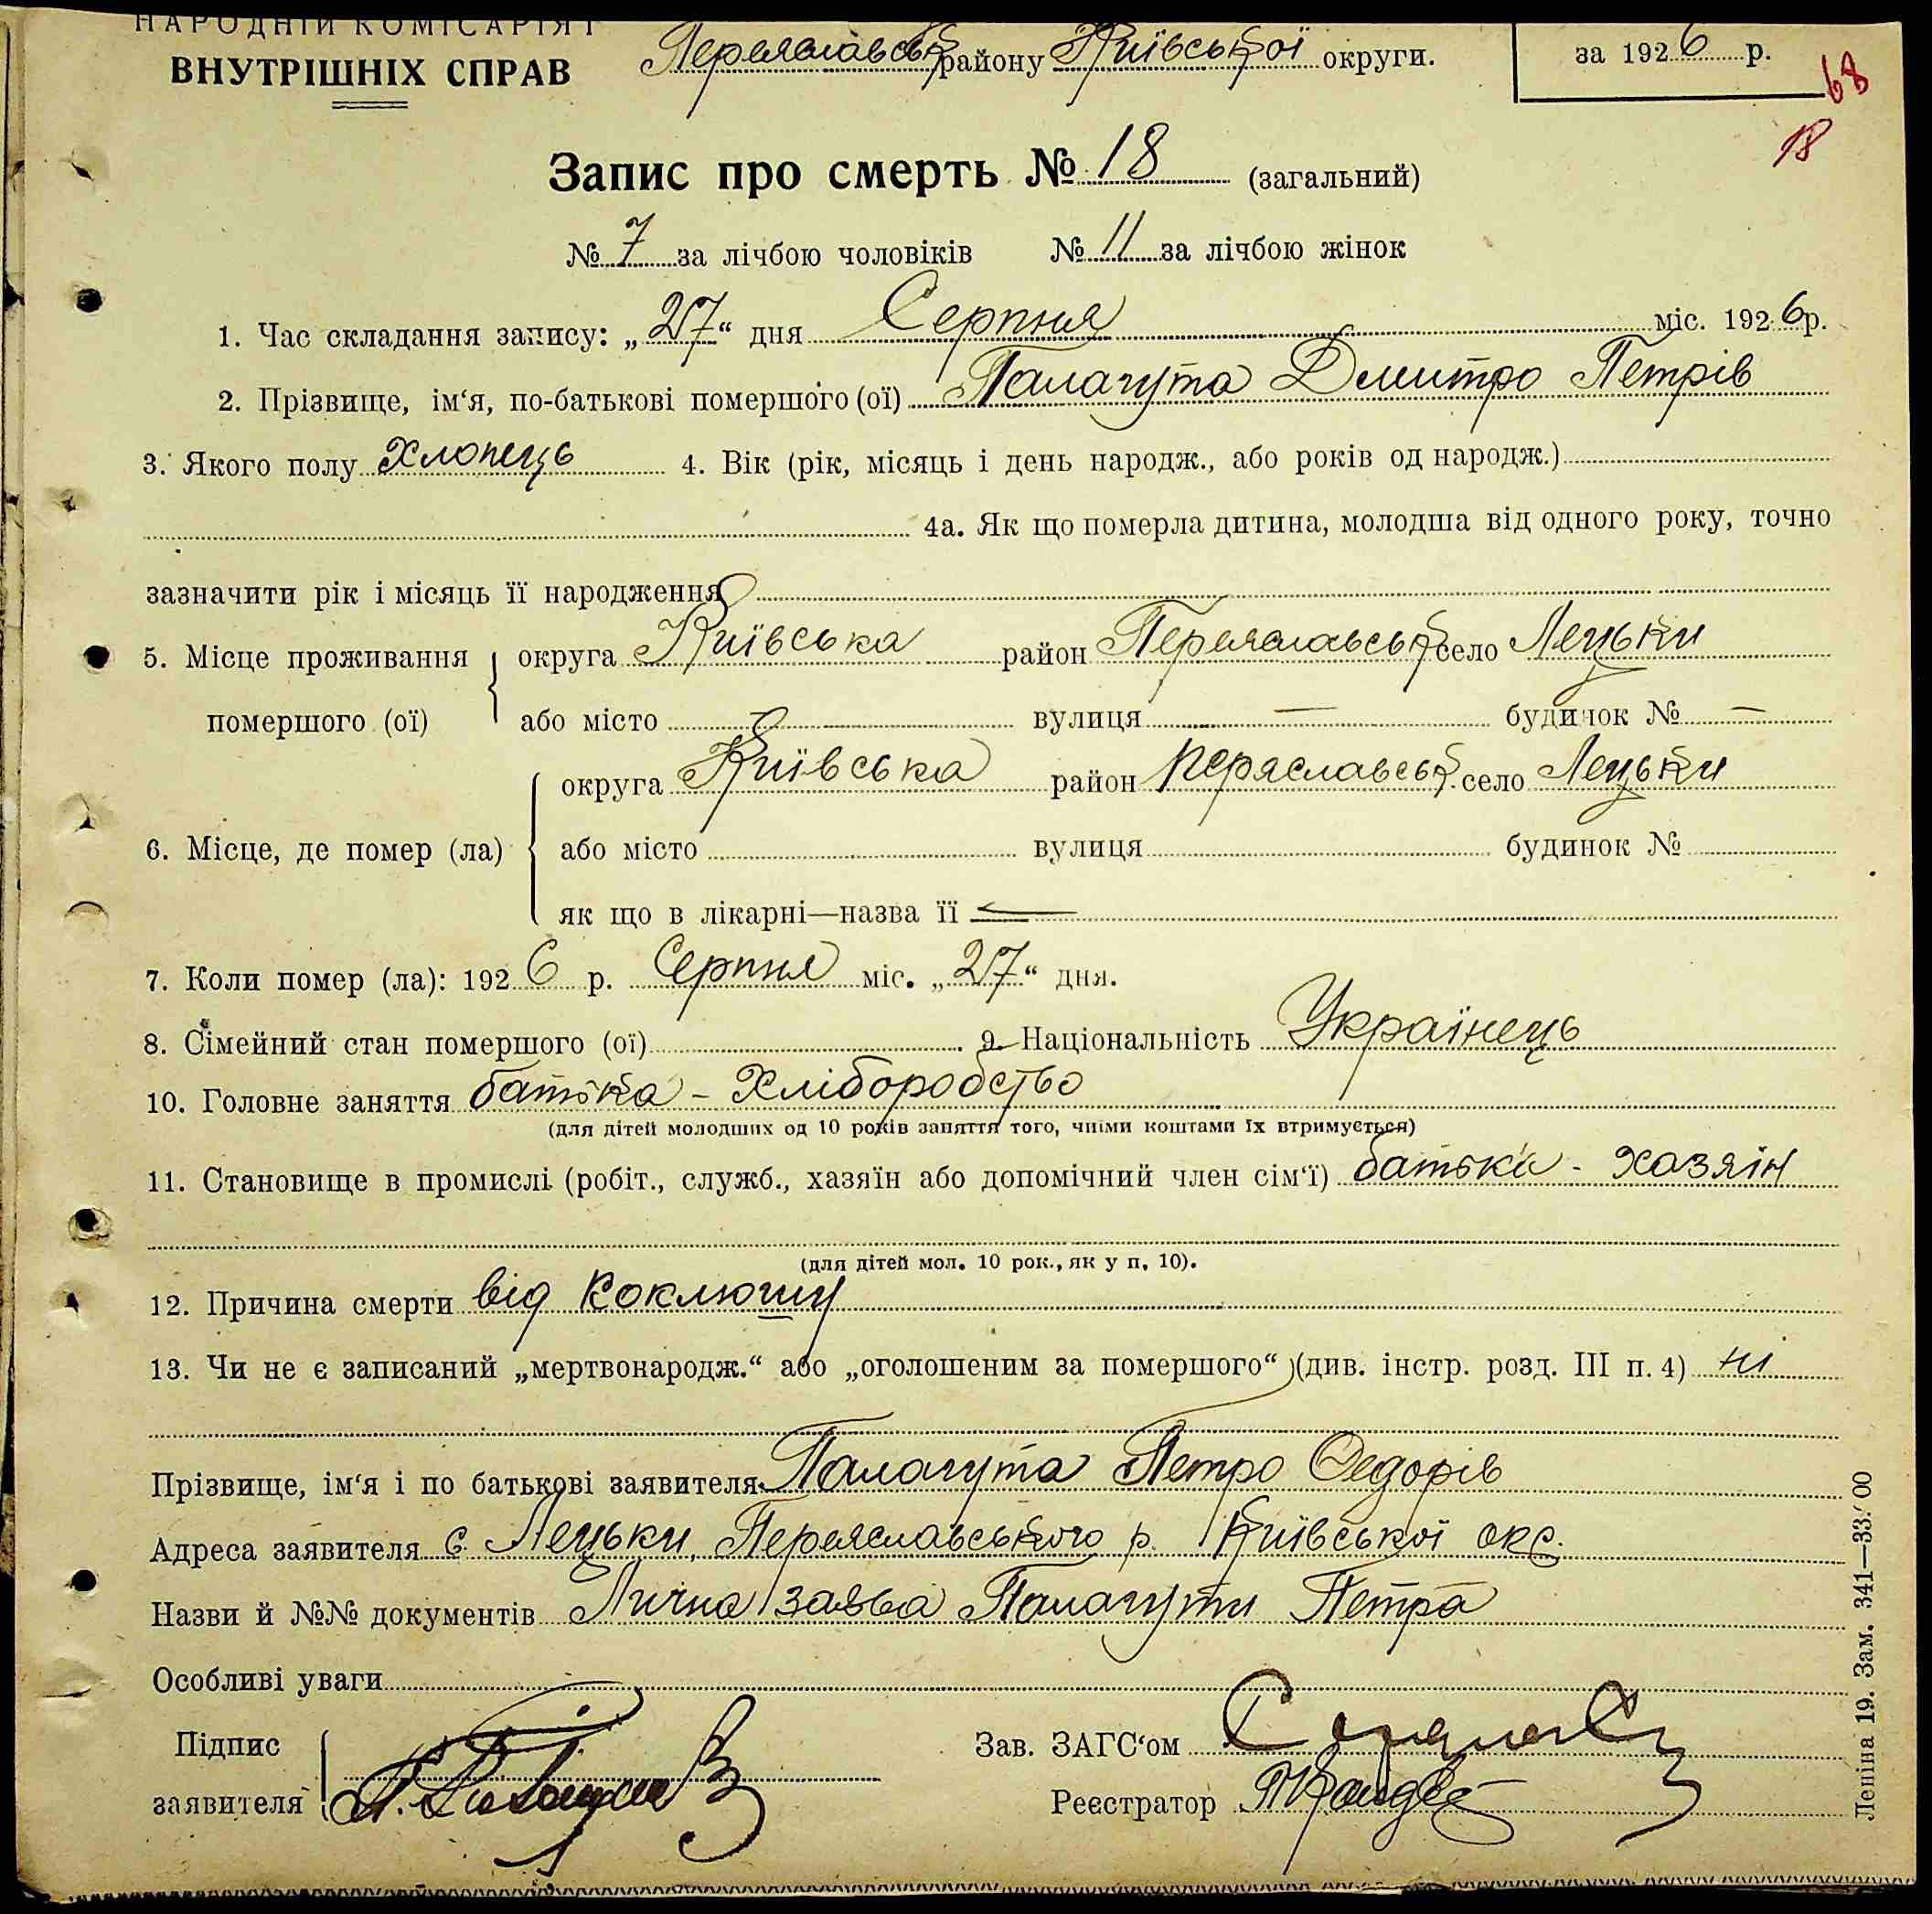 НАРОДНІЙ КОМІСАРІЯТ
ВНУТРІШНІХ СПРАВ
Переяславськ району Київської округи.
за 1926 р.
68
18
Запис про смерть № 18 (загальний)
№ 7 за лічбою чоловіків № 11 за лічбою жінок
1. Час складання запису: „27“ дня Серпня міс. 1926 р.
2. Прізвище, ім‘я, по-батькові помершого (ої) Палагута Дмитро Петрів
3. Якого полу Хлопець 4. Вік (рік, місяць і день народж., або років од народж.)
4а. Як що померла дитина, молодша від одного року, точно
зазначити рік і місяць її народження
5. Місце проживання помершого (ої) округа Київська район Переяславськ село Лецьки
або місто — вулиця — будинок № —
6. Місце, де помер (ла) округа Київська район Переяславськ. село Лецьки
або місто вулиця будинок №
як що в лікарні—назва її —
7. Коли помер (ла): 1926 р. Серпня міс. „27“ дня.
8. Сімейний стан помершого (ої) . 9. Національність Українець
10. Головне заняття батька - Хліборобство
(для дітей молодших од 10 років заняття того, чиїми коштами їх втримується)
11. Становище в промислі (робіт., служб., хазяїн або допомічний член сім‘ї) батька - хазяїн
(для дітей мол. 10 рок., як у п. 10).
12. Причина смерти від коклюшу
13. Чи не є записаний „мертвонародж.“ або „оголошеним за помершого“ (див. інстр. розд. III п. 4) ні
Прізвище, ім‘я і по батькові заявителя Палагута Петро Федорів
Адреса заявителя с. Лецьки, Переяславського р. Київської окр.
Назви й №№ документів Лична заява Палагути Петра
Особливі уваги
Підпис заявителя
Зав. ЗАГС‘ом
Реєстратор
Леніна 19. Зам. 341—33.′00